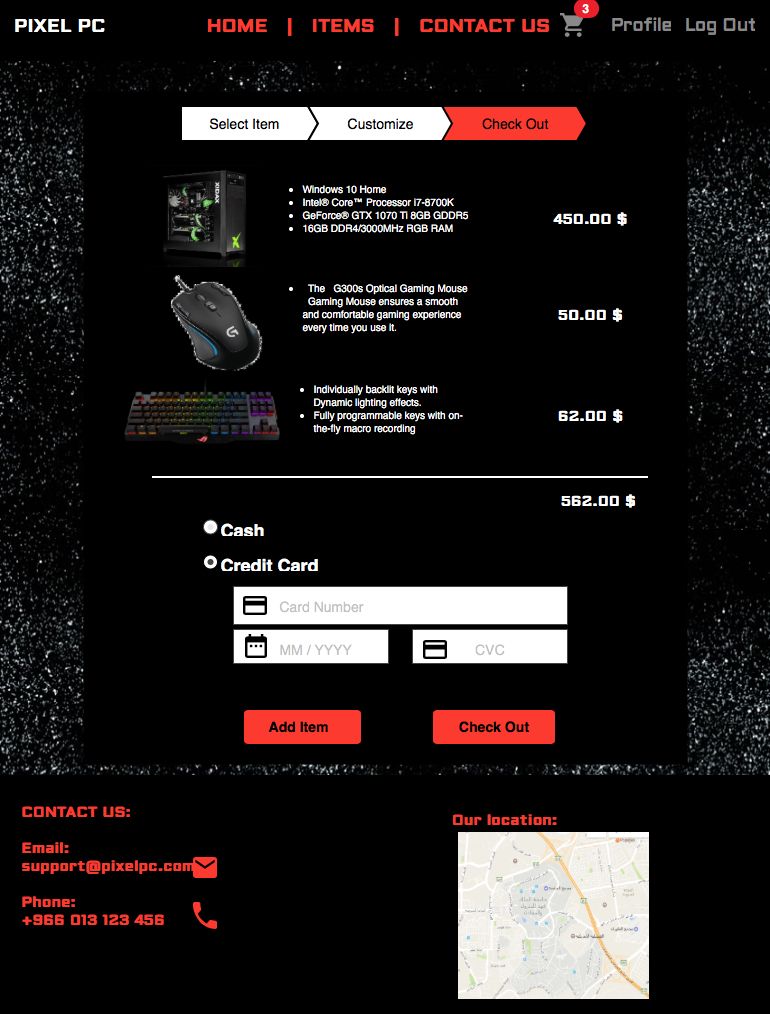 PIXEL PC
HOME | ITEMS | CONTACT US
3
Profile
Log Out
Select Item
Customize
Check Out
XIDAX
• Windows 10 Home
• Intel® Core™ Processor i7-8700K
• GeForce® GTX 1070 Ti 8GB GDDR5
• 16GB DDR4/3000MHz RGB RAM
450.00 $
• The G300s Optical Gaming Mouse
Gaming Mouse ensures a smooth
and comfortable gaming experience
every time you use it.
50.00 $
• Individually backlit keys with
Dynamic lighting effects.
• Fully programmable keys with on-
the-fly macro recording
62.00 $
562.00 $
Cash
Credit Card
Card Number
MM / YYYY
CVC
Add Item
Check Out
CONTACT US:
Email:
support@pixelpc.com
Phone:
+966 013 123 456
Our location: